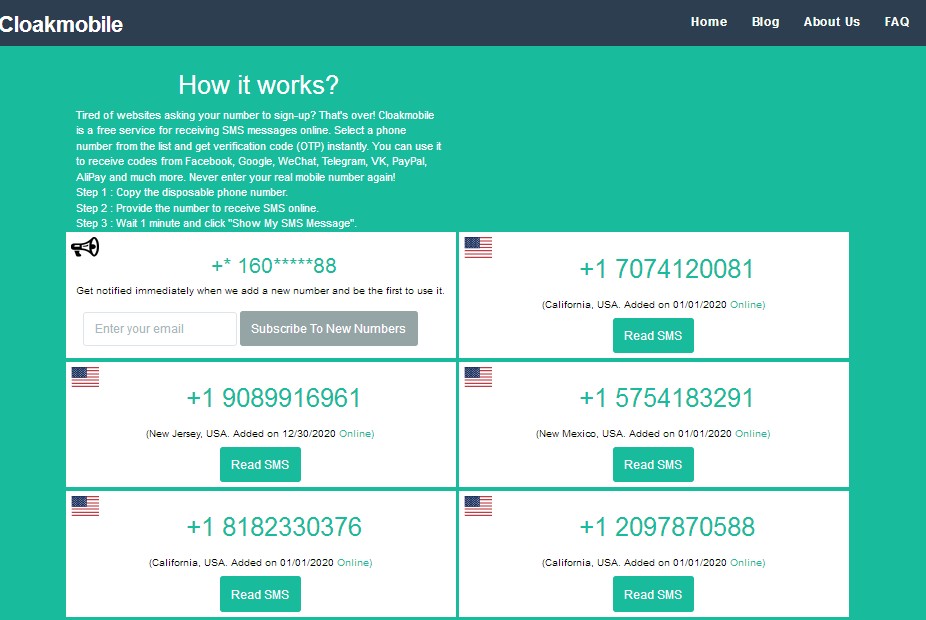 Cloakmobile
Home Blog About Us FAQ
How it works?
Tired of websites asking your number to sign-up? That's over! Cloakmobile
is a free service for receiving SMS messages online. Select a phone
number from the list and get verification code (OTP) instantly. You can use it
to receive codes from Facebook, Google, WeChat, Telegram, VK, PayPal,
AliPay and much more. Never enter your real mobile number again!
Step 1 : Copy the disposable phone number.
Step 2 : Provide the number to receive SMS online.
Step 3 : Wait 1 minute and click "Show My SMS Message".
+* 160*****88
Get notified immediately when we add a new number and be the first to use it.
Enter your email
Subscribe To New Numbers
+1 7074120081
(California, USA. Added on 01/01/2020 Online)
Read SMS
+1 9089916961
(New Jersey, USA. Added on 12/30/2020 Online)
Read SMS
+1 5754183291
(New Mexico, USA. Added on 01/01/2020 Online)
Read SMS
+1 8182330376
(California, USA. Added on 01/01/2020 Online)
Read SMS
+1 2097870588
(California, USA. Added on 01/01/2020 Online)
Read SMS